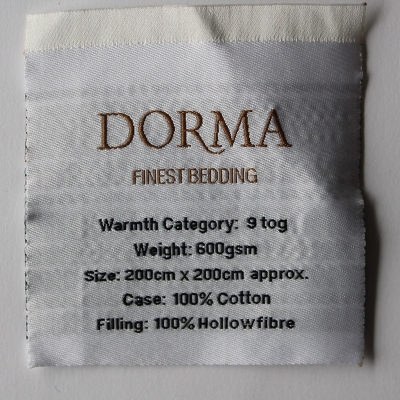 DORMA
FINEST BEDDING
Warmth Category: 9 tog
Weight: 600gsm
Size: 200cm x 200cm approx.
Case: 100% Cotton
Filling: 100% Hollowfibre